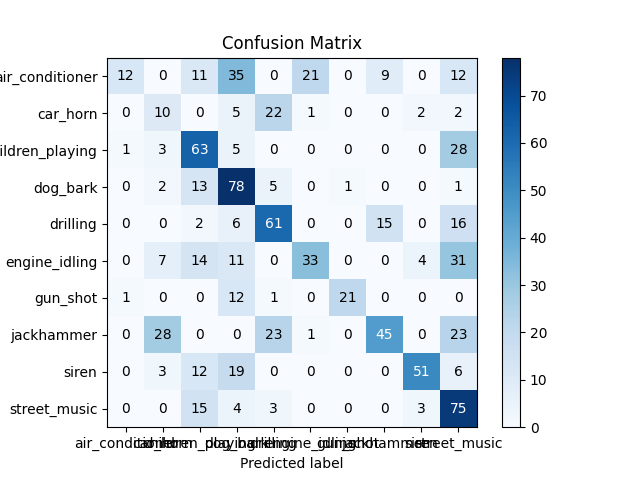 Confusion Matrix
air_conditioner 12 0 11 35 0 21 0 9 0 12
car_horn 0 10 0 5 22 1 0 0 2 2
ildren_playing 1 3 63 5 0 0 0 0 0 28
dog_bark 0 2 13 78 5 0 1 0 0 1
drilling 0 0 2 6 61 0 0 15 0 16
engine_idling 0 7 14 11 0 33 0 0 4 31
gun_shot 1 0 0 12 1 0 21 0 0 0
jackhammer 0 28 0 0 23 1 0 45 0 23
siren 0 3 12 19 0 0 0 0 51 6
street_music 0 0 15 4 3 0 0 0 3 75
street_music
Predicted label
70
60
50
40
30
20
10
0